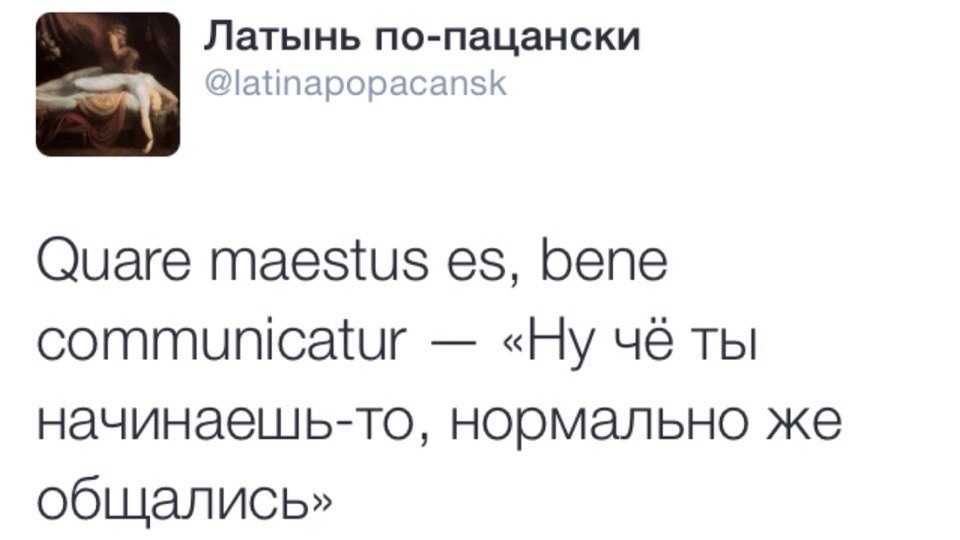 Латынь по-пацански
@latinapopacansk
Quare maestus es, bene
communicatur — «Ну чё ты
начинаешь-то, нормально же
общались»